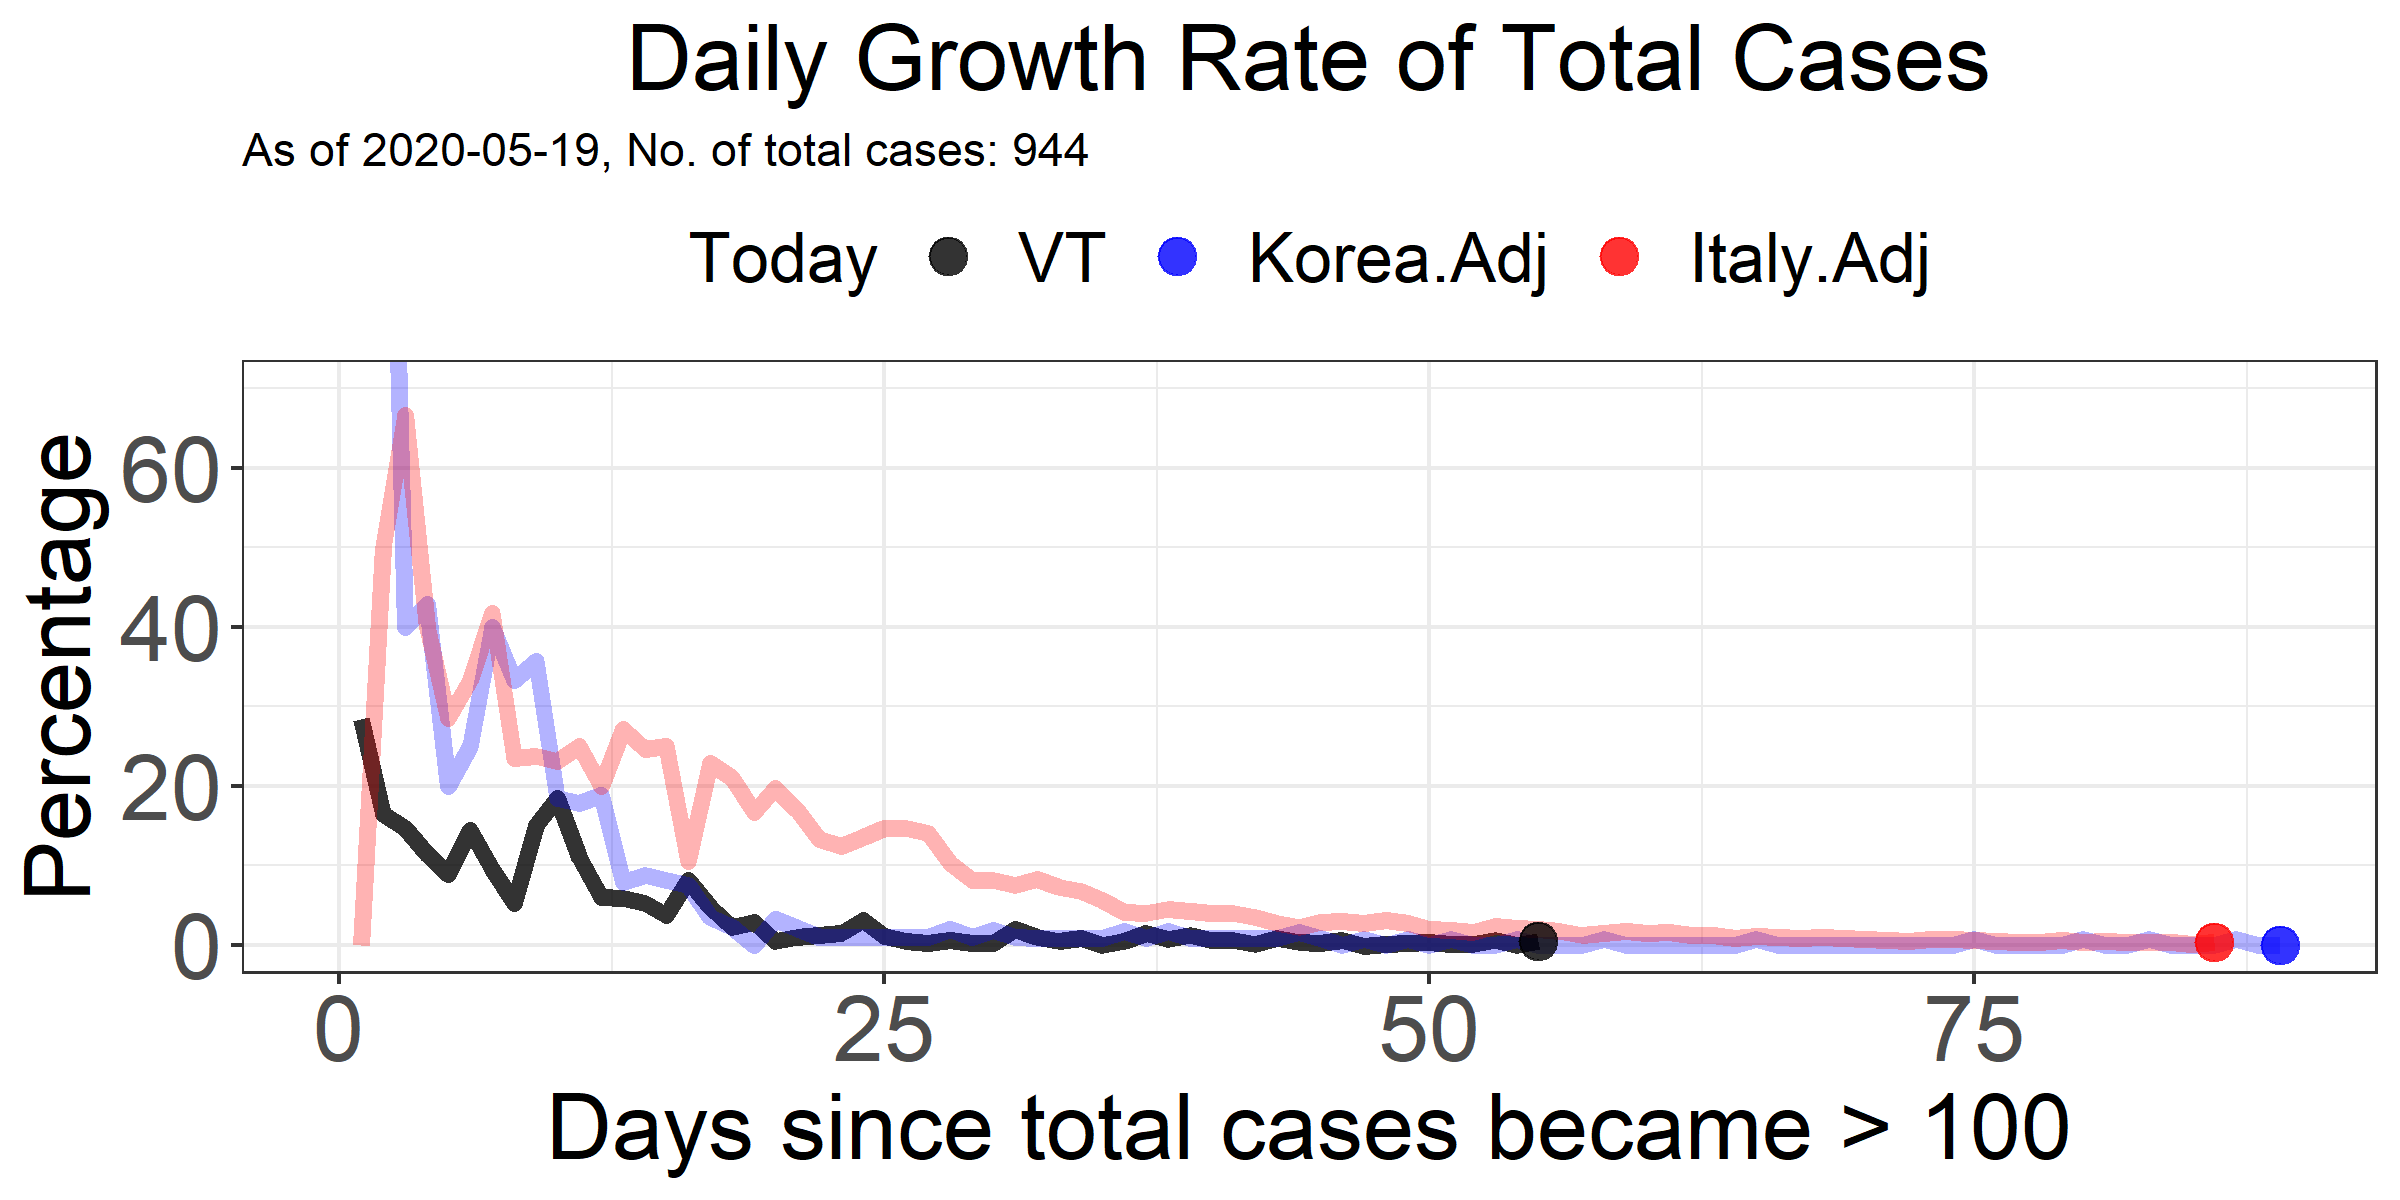 Daily Growth Rate of Total Cases
As of 2020-05-19, No. of total cases: 944
Today VT Korea.Adj Italy.Adj
Percentage
60
40
20
0
0 25 50 75
Days since total cases became > 100